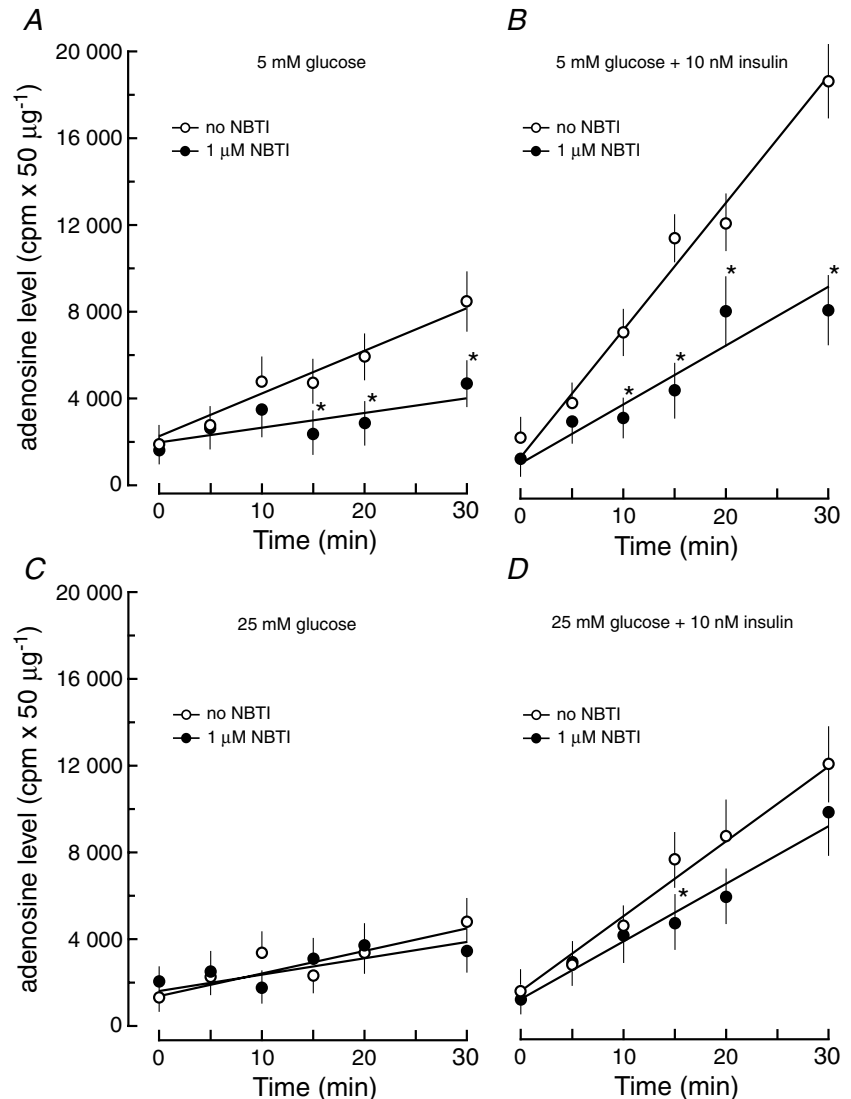 A
5 mM glucose
no NBTI
1 μM NBTI
adenosine level (cpm x 50 μg⁻¹)
20 000
16 000
12 000
8 000
4 000
0
*
*
*
0 10 20 30
Time (min)
B
5 mM glucose + 10 nM insulin
no NBTI
1 μM NBTI
*
*
*
*
0 10 20 30
Time (min)
C
25 mM glucose
no NBTI
1 μM NBTI
adenosine level (cpm x 50 μg⁻¹)
20 000
16 000
12 000
8 000
4 000
0
0 10 20 30
Time (min)
D
25 mM glucose + 10 nM insulin
no NBTI
1 μM NBTI
*
0 10 20 30
Time (min)